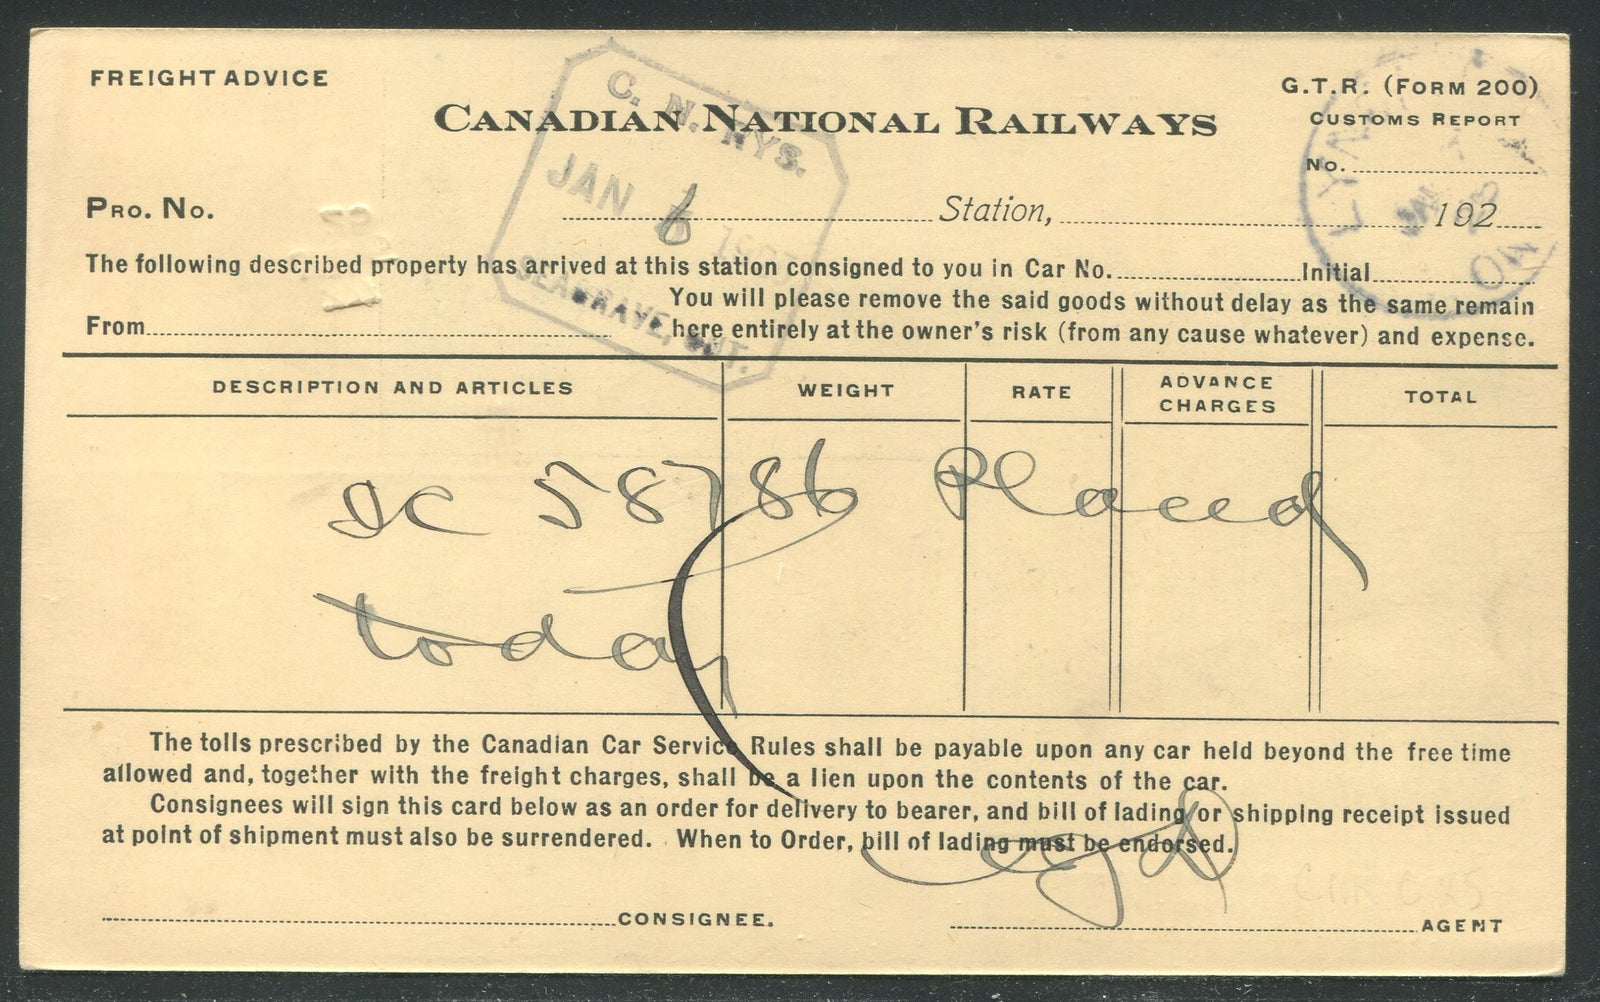 FREIGHT ADVICE
G.T.R. (FORM 200)
CANADIAN NATIONAL RAILWAYS
CUSTOMS REPORT
No.
C. N. RYS.
JAN 6
SEAGRAVE, ONT.
PRO. NO.
Station, 192
The following described property has arrived at this station consigned to you in Car No. Initial
You will please remove the said goods without delay as the same remain
From here entirely at the owner's risk (from any cause whatever) and expense.
DESCRIPTION AND ARTICLES WEIGHT RATE ADVANCE CHARGES TOTAL
IC 58786 Placed
today
The tolls prescribed by the Canadian Car Service Rules shall be payable upon any car held beyond the free time
allowed and, together with the freight charges, shall be a lien upon the contents of the car.
Consignees will sign this card below as an order for delivery to bearer, and bill of lading or shipping receipt issued
at point of shipment must also be surrendered. When to Order, bill of lading must be endorsed.
CONSIGNEE.
AGENT